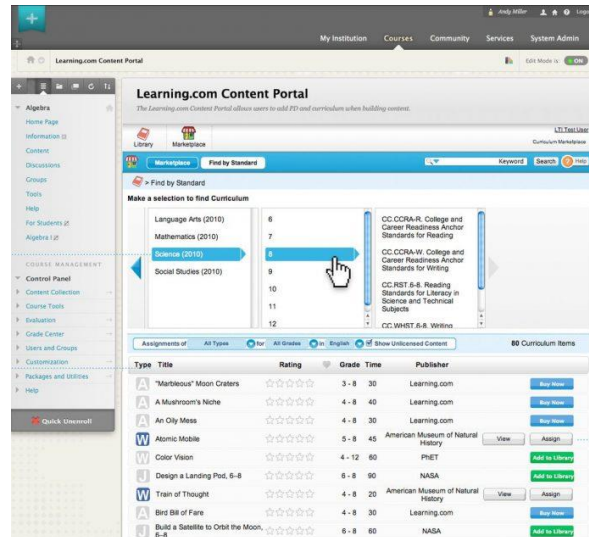 Andy Miller
Logo
My Institution Courses Community Services System Admin
Learning.com Content Portal
Edit Mode is ON
Learning.com Content Portal
The Learning.com Content Portal allows users to add PD and curriculum when building content.
Algebra
Home Page
Information
Content
Discussions
Groups
Tools
Help
For Students
Algebra I
COURSE MANAGEMENT
Control Panel
Content Collection
Course Tools
Evaluation
Grade Center
Users and Groups
Customization
Packages and Utilities
Help
Quick Unenroll
Library Marketplace
LTI Test User
Curriculum Marketplace
Marketplace Find by Standard Keyword Search Help
> Find by Standard
Make a selection to find Curriculum
Language Arts (2010)
Mathematics (2010)
Science (2010)
Social Studies (2010)
6
7
8
9
10
11
12
CC.CCRA-R. College and
Career Readiness Anchor
Standards for Reading
CC.CCRA-W. College and
Career Readiness Anchor
Standards for Writing
CC.RST.6-8. Reading
Standards for Literacy in
Science and Technical
Subjects
CC.WHST.6-8. Writing
Assignments of All Types for All Grades in English Show Unlicensed Content 80 Curriculum Items
Type Title Rating Grade Time Publisher
A "Marbleous" Moon Craters 3 - 8 30 Learning.com Buy Now
A A Mushroom's Niche 4 - 8 40 Learning.com Buy Now
A An Oily Mess 4 - 8 30 Learning.com Buy Now
W Atomic Mobile 5 - 8 45 American Museum of Natural History View Assign
W Color Vision 4 - 12 60 PhET Add to Library
J Design a Landing Pod, 6–8 6 - 8 90 NASA Add to Library
W Train of Thought 4 - 8 20 American Museum of Natural History View Assign
A Bird Bill of Fare 4 - 8 30 Learning.com Buy Now
J Build a Satellite to Orbit the Moon, 6–8 6 - 8 60 NASA Add to Library